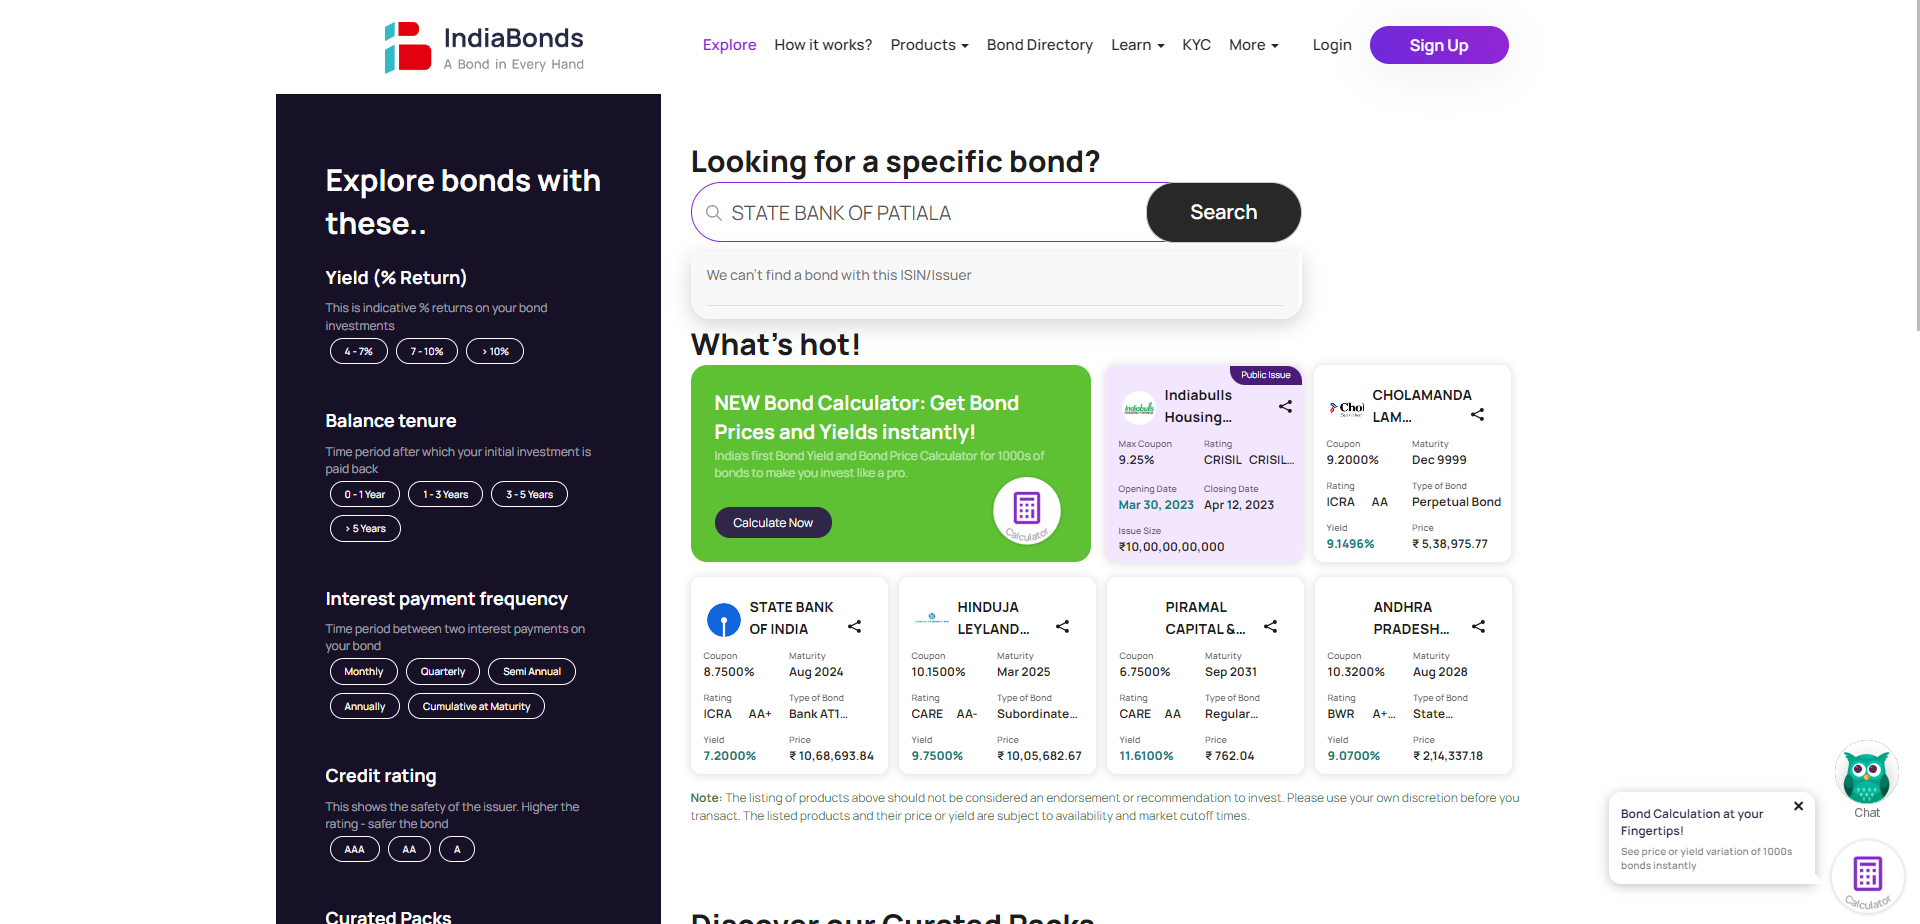 IndiaBonds
A Bond in Every Hand
Explore How it works? Products Bond Directory Learn KYC More Login Sign Up
Explore bonds with
these..
Yield (% Return)
This is indicative % returns on your bond
investments
4 - 7% 7 - 10% > 10%
Balance tenure
Time period after which your initial investment is
paid back
0 - 1 Year 1 - 3 Years 3 - 5 Years
> 5 Years
Interest payment frequency
Time period between two interest payments on
your bond
Monthly Quarterly Semi Annual
Annually Cumulative at Maturity
Credit rating
This shows the safety of the issuer. Higher the
rating - safer the bond
AAA AA A
Curated Packs
Looking for a specific bond?
STATE BANK OF PATIALA Search
We can't find a bond with this ISIN/Issuer
What's hot!
NEW Bond Calculator: Get Bond
Prices and Yields instantly!
India's first Bond Yield and Bond Price Calculator for 1000s of
bonds to make you invest like a pro.
Calculate Now
Calculator
Public Issue
Indiabulls
Indiabulls
Housing...
Max Coupon Rating
9.25% CRISIL CRISIL...
Opening Date Closing Date
Mar 30, 2023 Apr 12, 2023
Issue Size
₹10,00,00,00,000
Chol
CHOLAMANDA
LAM...
Coupon Maturity
9.2000% Dec 9999
Rating Type of Bond
ICRA AA Perpetual Bond
Yield Price
9.1496% ₹ 5,38,975.77
STATE BANK
OF INDIA
Coupon Maturity
8.7500% Aug 2024
Rating Type of Bond
ICRA AA+ Bank AT1...
Yield Price
7.2000% ₹ 10,68,693.84
HINDUJA
LEYLAND...
Coupon Maturity
10.1500% Mar 2025
Rating Type of Bond
CARE AA- Subordinate...
Yield Price
9.7500% ₹ 10,05,682.67
PIRAMAL
CAPITAL &...
Coupon Maturity
6.7500% Sep 2031
Rating Type of Bond
CARE AA Regular...
Yield Price
11.6100% ₹ 762.04
ANDHRA
PRADESH...
Coupon Maturity
10.3200% Aug 2028
Rating Type of Bond
BWR A+... State...
Yield Price
9.0700% ₹ 2,14,337.18
Note: The listing of products above should not be considered an endorsement or recommendation to invest. Please use your own discretion before you
transact. The listed products and their price or yield are subject to availability and market cutoff times.
Discover our Curated Packs
Chat
Bond Calculation at your
Fingertips!
See price or yield variation of 1000s
bonds instantly
Calculator